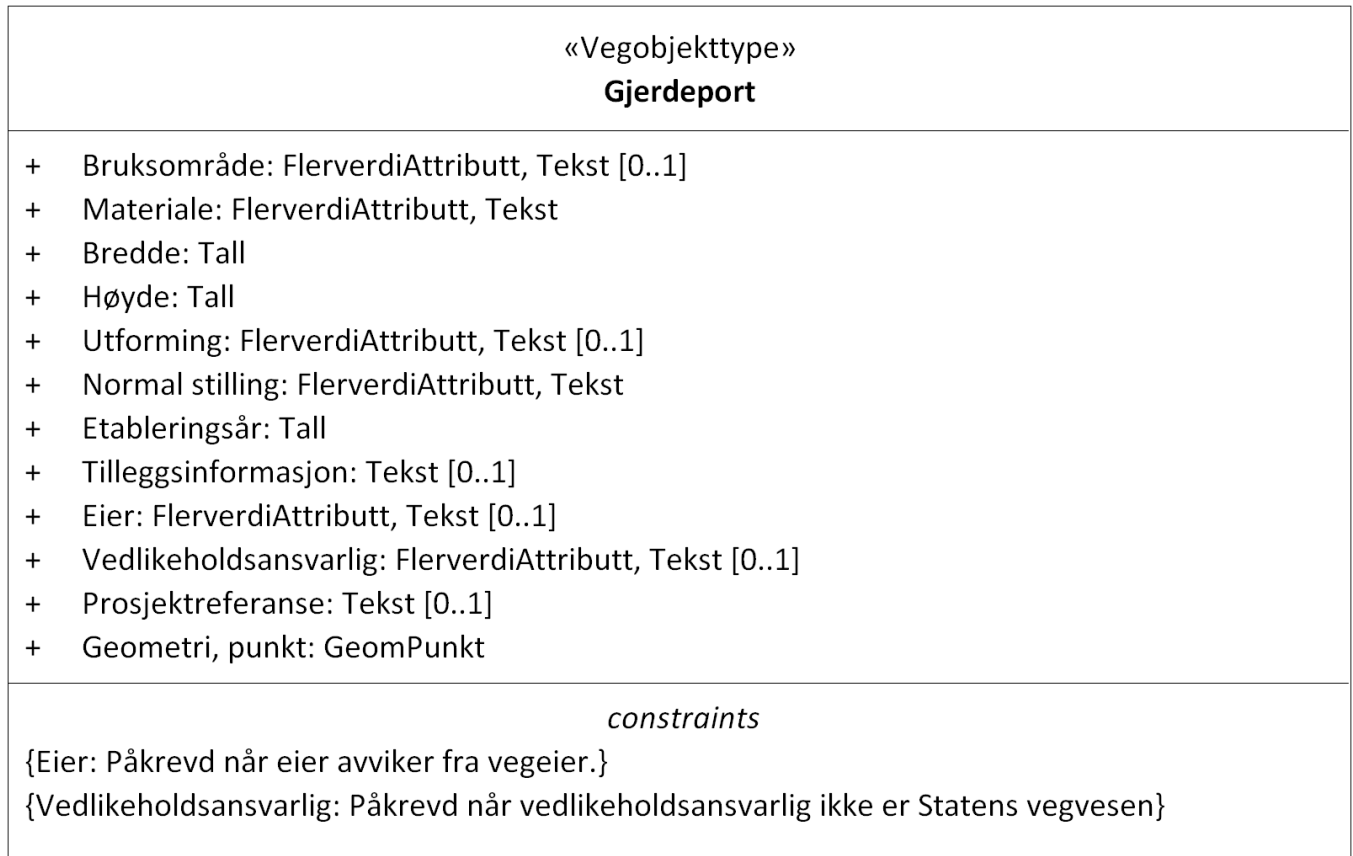 «Vegobjekttype»
Gjerdeport
+ Bruksområde: FlerverdiAttributt, Tekst [0..1]
+ Materiale: FlerverdiAttributt, Tekst
+ Bredde: Tall
+ Høyde: Tall
+ Utforming: FlerverdiAttributt, Tekst [0..1]
+ Normal stilling: FlerverdiAttributt, Tekst
+ Etableringsår: Tall
+ Tilleggsinformasjon: Tekst [0..1]
+ Eier: FlerverdiAttributt, Tekst [0..1]
+ Vedlikeholdsansvarlig: FlerverdiAttributt, Tekst [0..1]
+ Prosjektreferanse: Tekst [0..1]
+ Geometri, punkt: GeomPunkt
constraints
{Eier: Påkrevd når eier avviker fra vegeier.}
{Vedlikeholdsansvarlig: Påkrevd når vedlikeholdsansvarlig ikke er Statens vegvesen}